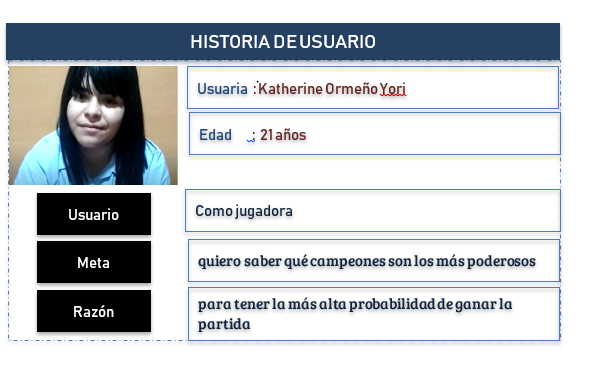 HISTORIA DE USUARIO
Usuaria : Katherine Ormeño Yori
Edad : 21 años
Usuario
Como jugadora
Meta
quiero saber qué campeones son los más poderosos
Razón
para tener la más alta probabilidad de ganar la
partida